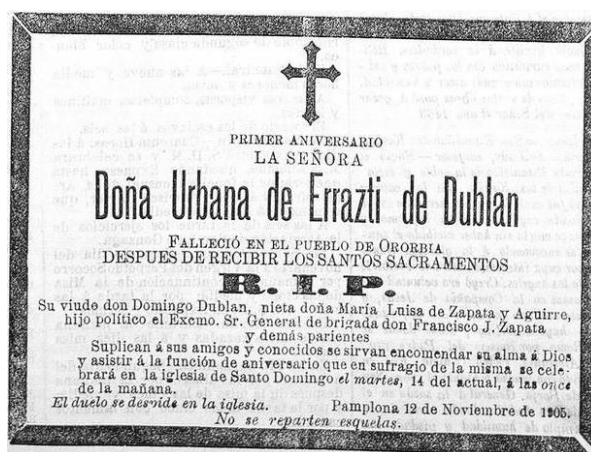 PRIMER ANIVERSARIO
LA SEÑORA
Doña Urbana de Errazti de Dublan
FALLECIÓ EN EL PUEBLO DE ORORBIA
DESPUES DE RECIBIR LOS SANTOS SACRAMENTOS
R. I. P.
Su viudo don Domingo Dublan, nieta doña María Luisa de Zapata y Aguirre,
hijo político el Excmo. Sr. General de brigada don Francisco J. Zapata
y demás parientes
Suplican á sus amigos y conocidos se sirvan encomendar su alma á Dios
y asistir á la función de aniversario que en sufragio de la misma se cele-
brará en la iglesia de Santo Domingo el martes, 14 del actual, á las once
de la mañana.
El duelo se despide en la iglesia. Pamplona 12 de Noviembre de 1905.
No se reparten esquelas.